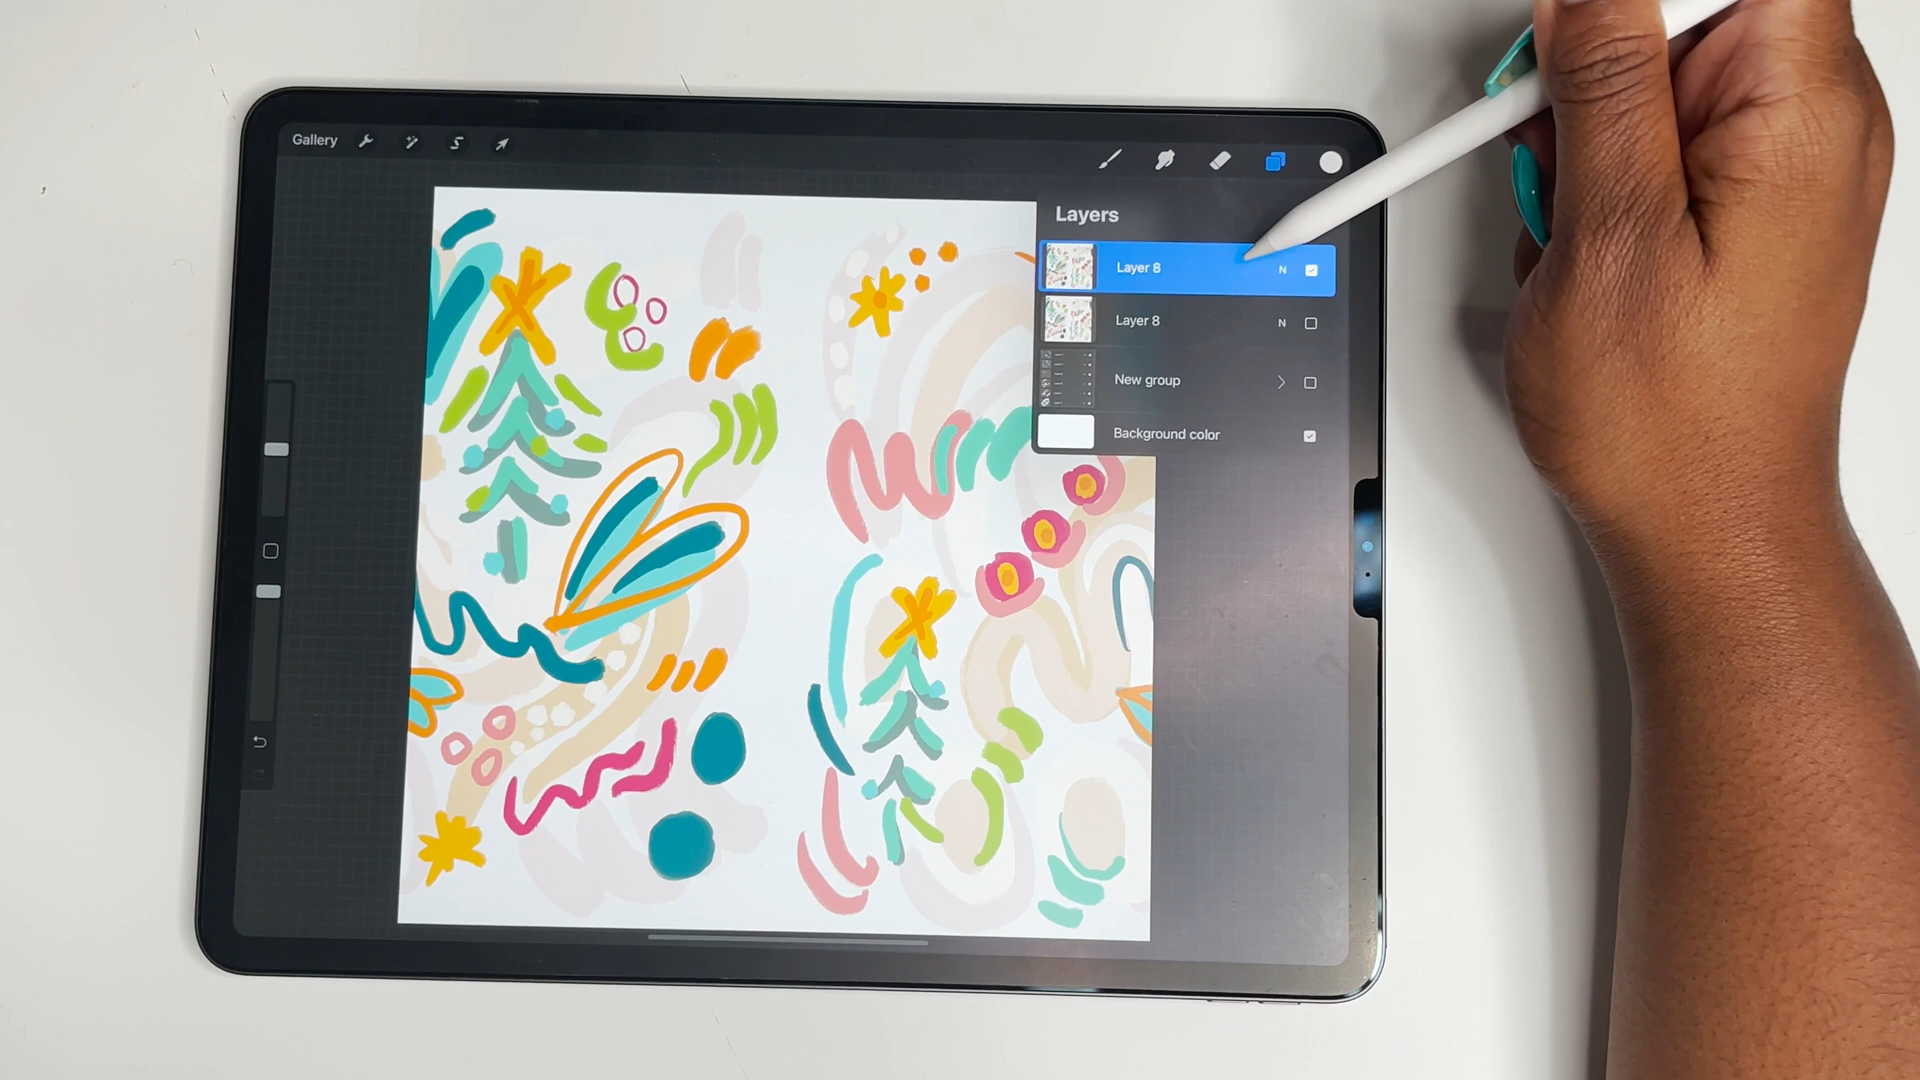 Gallery
Layers
Layer 8 N
Layer 8 N
New group
Background color